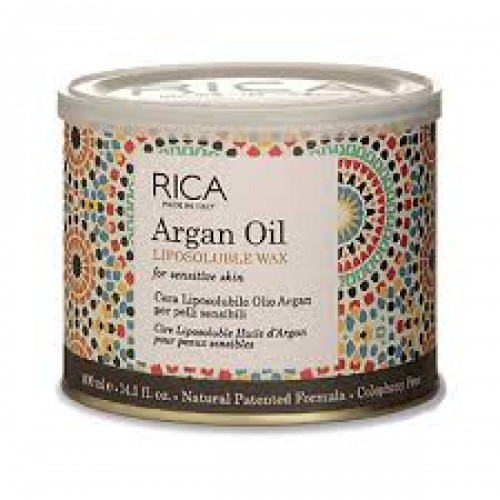 RICA
MADE IN ITALY
Argan Oil
LIPOSOLUBLE WAX
for sensitive skin
Cera Liposolubile Olio Argan
per pelli sensibili
Cire Liposoluble Huile d'Argan
pour peaux sensibles
400 ml e • 14.1 fl. oz. • Natural Patented Formula • Colophony Free